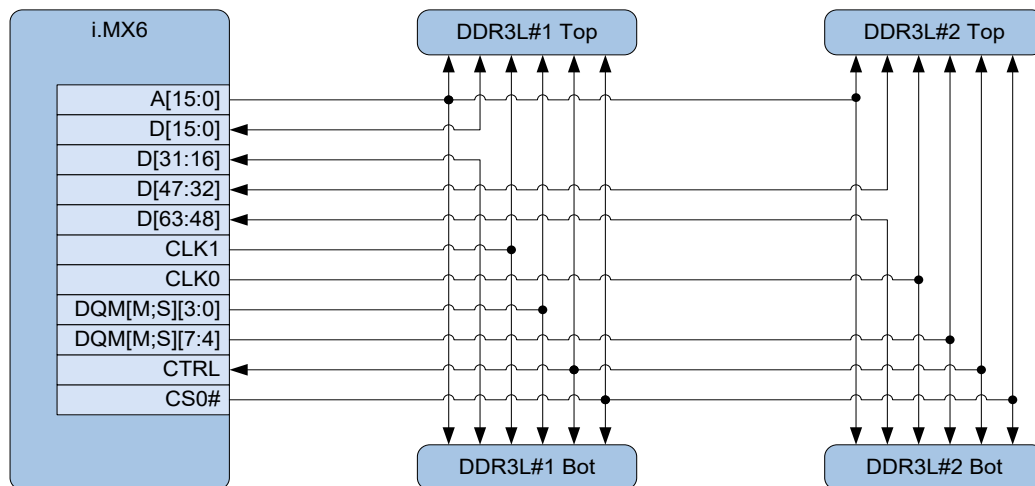 i.MX6
DDR3L#1 Top
DDR3L#2 Top
A[15:0]
D[15:0]
D[31:16]
D[47:32]
D[63:48]
CLK1
CLK0
DQM[M;S][3:0]
DQM[M;S][7:4]
CTRL
CS0#
DDR3L#1 Bot
DDR3L#2 Bot